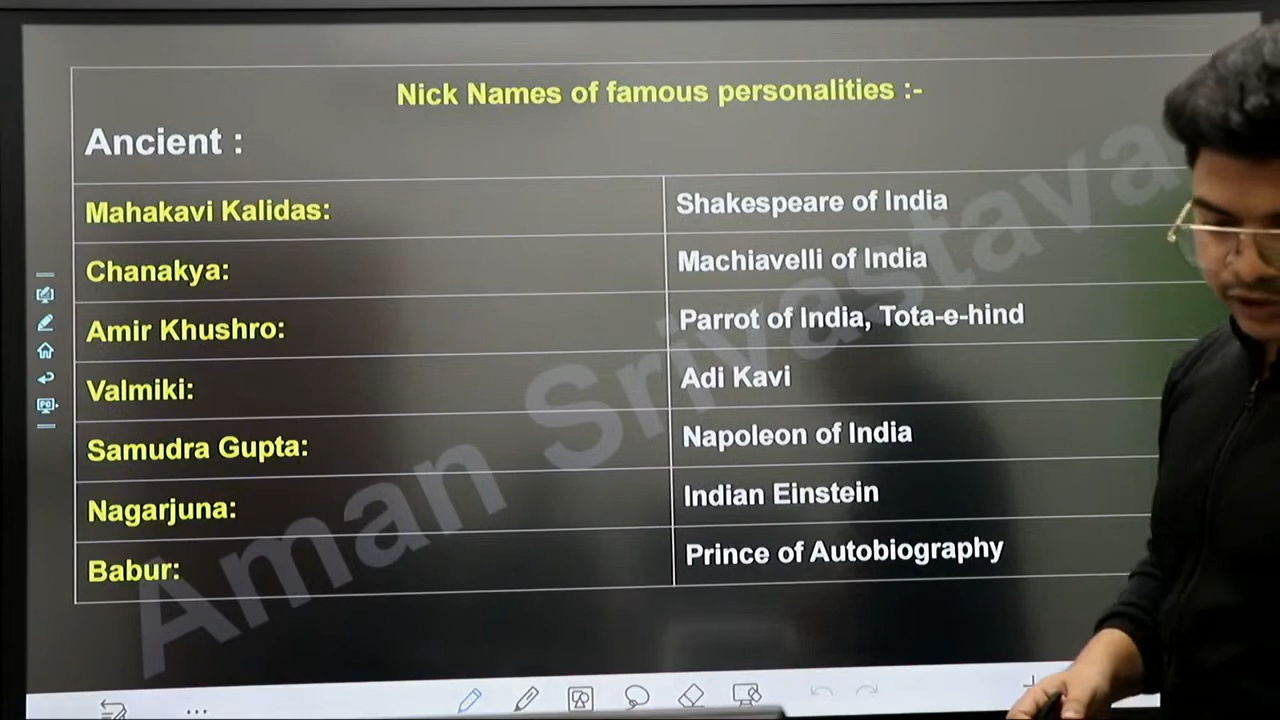 Nick Names of famous personalities :-
Ancient :
Mahakavi Kalidas: Shakespeare of India
Chanakya: Machiavelli of India
Amir Khushro: Parrot of India, Tota-e-hind
Valmiki: Adi Kavi
Samudra Gupta: Napoleon of India
Nagarjuna: Indian Einstein
Babur: Prince of Autobiography
Aman Srivastava
PC